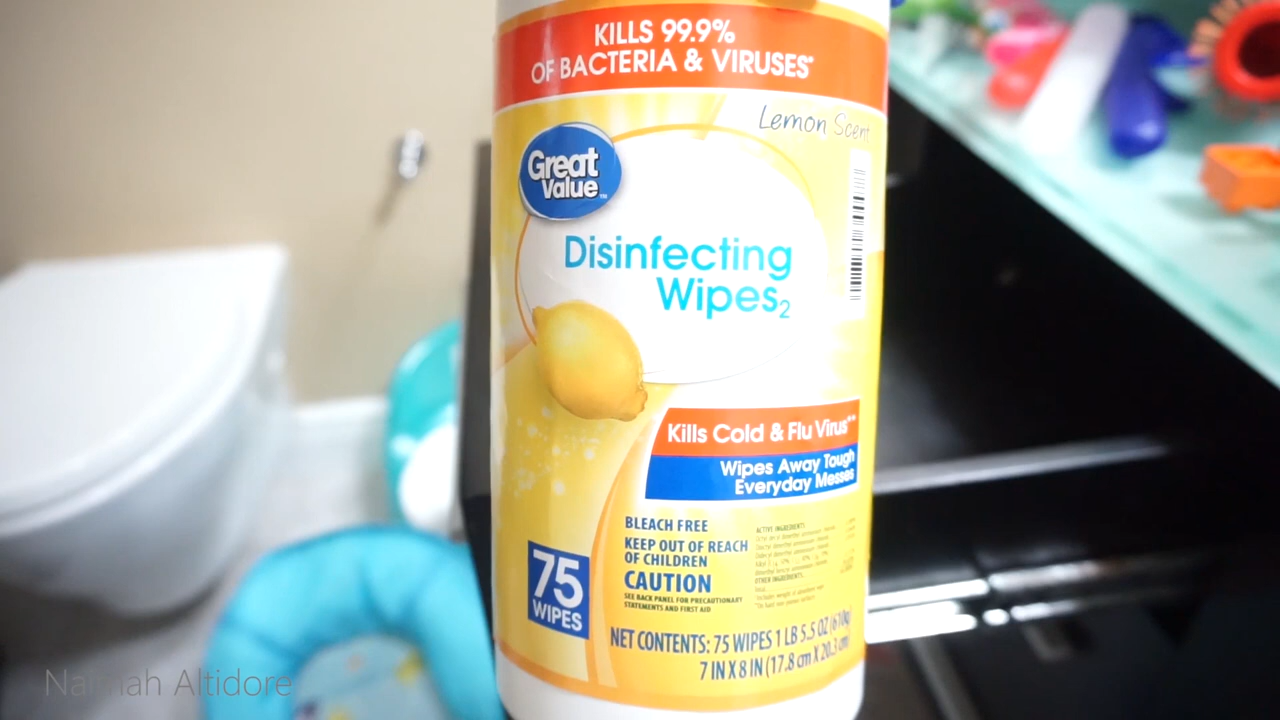 KILLS 99.9%
OF BACTERIA & VIRUSES*
Lemon Scent
Great
Value™
Disinfecting
Wipes2
Kills Cold & Flu Virus**
Wipes Away Tough
Everyday Messes
BLEACH FREE
KEEP OUT OF REACH
OF CHILDREN
CAUTION
SEE BACK PANEL FOR PRECAUTIONARY
STATEMENTS AND FIRST AID
ACTIVE INGREDIENTS:
OTHER INGREDIENTS:
75
WIPES
NET CONTENTS: 75 WIPES 1 LB 5.5 OZ (610g)
7 IN X 8 IN (17.8 cm X 20.3 cm
Nannah Altidore